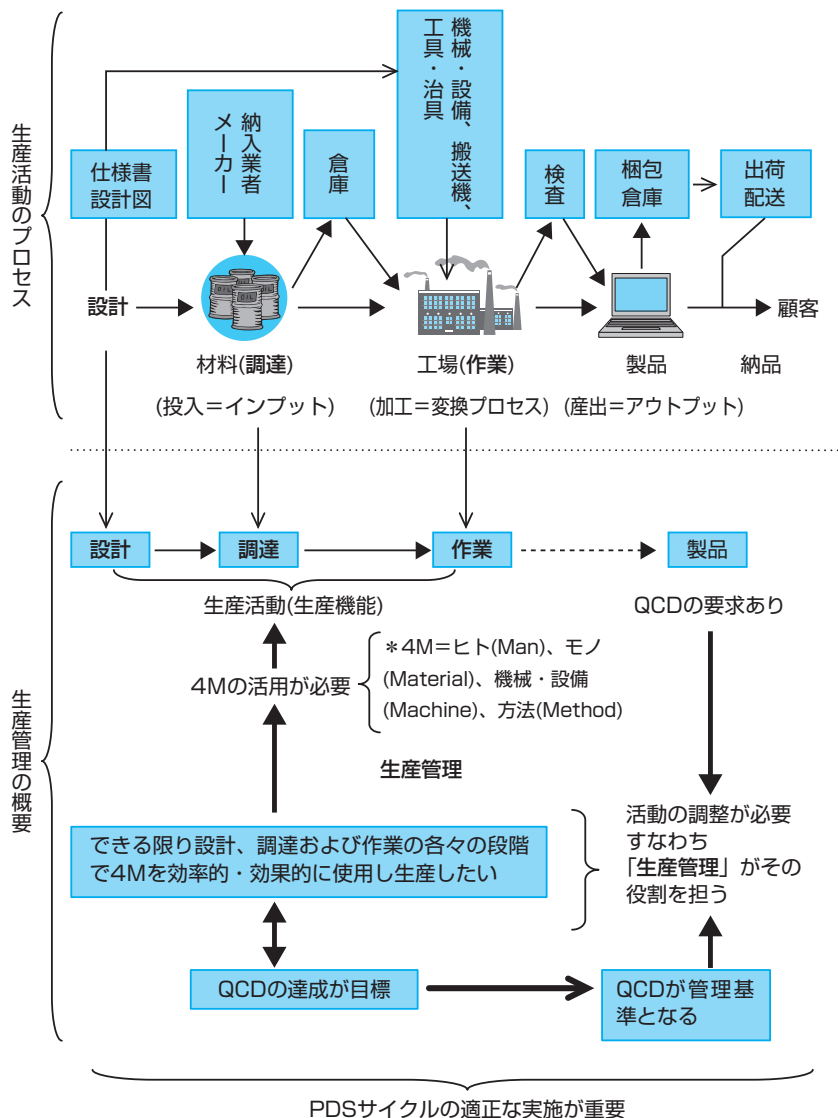 生産活動のプロセス
機械・設備、搬送機、
工具・治具
納入業者
メーカー
倉庫
仕様書
設計図
検査
梱包
倉庫
出荷
配送
設計
OIL
顧客
材料(調達)
工場(作業)
製品
納品
(投入＝インプット)
(加工＝変換プロセス)
(産出＝アウトプット)
生産管理の概要
設計
調達
作業
製品
生産活動(生産機能)
QCDの要求あり
4Mの活用が必要
＊4M＝ヒト(Man)、モノ
(Material)、機械・設備
(Machine)、方法(Method)
生産管理
できる限り設計、調達および作業の各々の段階
で4Mを効率的・効果的に使用し生産したい
活動の調整が必要
すなわち
「生産管理」がその
役割を担う
QCDの達成が目標
QCDが管理基
準となる
PDSサイクルの適正な実施が重要